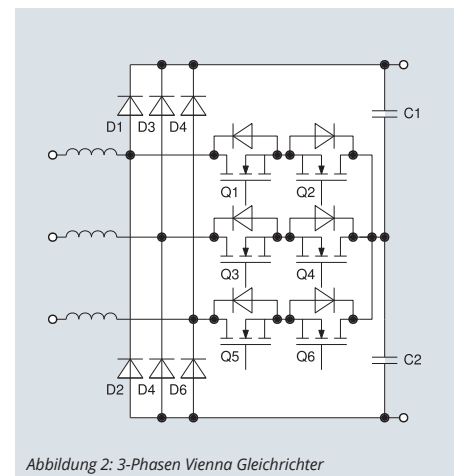 D1 D3 D4
C1
Q1 Q2
Q3 Q4
Q5 Q6
C2
D2 D4 D6
Abbildung 2: 3-Phasen Vienna Gleichrichter